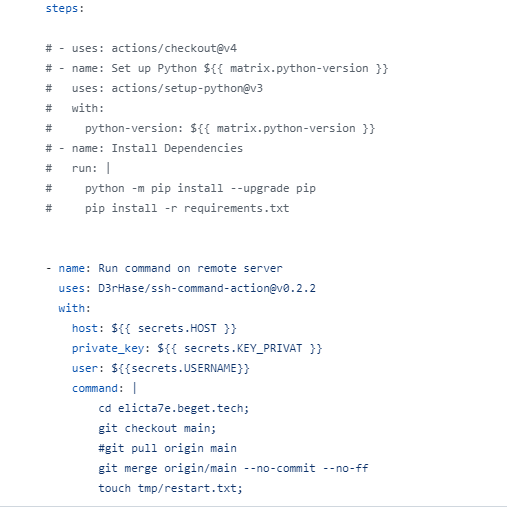 steps:
# - uses: actions/checkout@v4
# - name: Set up Python ${{ matrix.python-version }}
#   uses: actions/setup-python@v3
#   with:
#     python-version: ${{ matrix.python-version }}
# - name: Install Dependencies
#   run: |
#     python -m pip install --upgrade pip
#     pip install -r requirements.txt
- name: Run command on remote server
  uses: D3rHase/ssh-command-action@v0.2.2
  with:
    host: ${{ secrets.HOST }}
    private_key: ${{ secrets.KEY_PRIVAT }}
    user: ${{secrets.USERNAME}}
    command: |
        cd elicta7e.beget.tech;
        git checkout main;
        #git pull origin main
        git merge origin/main --no-commit --no-ff
        touch tmp/restart.txt;